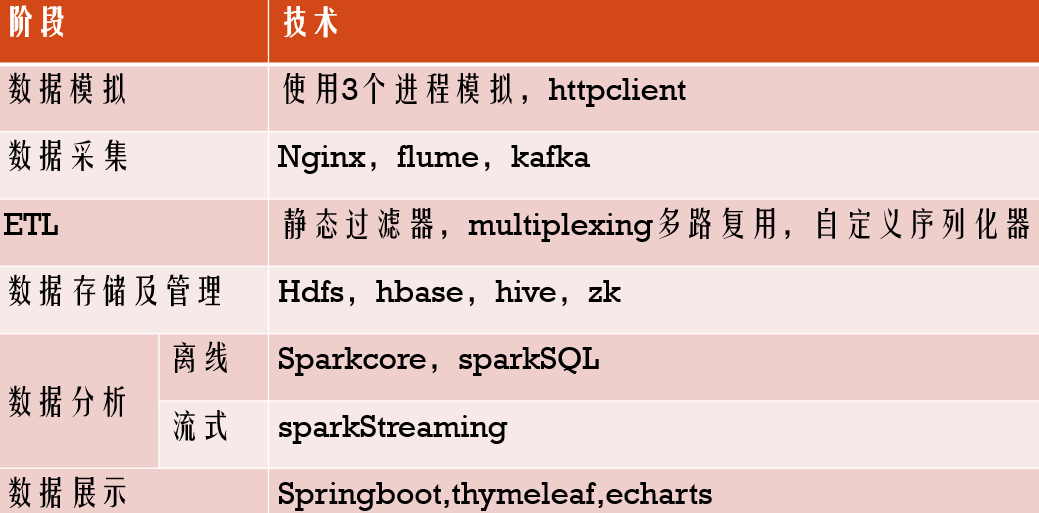 阶段 技术
数据模拟 使用3个进程模拟，httpclient
数据采集 Nginx，flume，kafka
ETL 静态过滤器，multiplexing多路复用，自定义序列化器
数据存储及管理 Hdfs，hbase，hive，zk
数据分析
离线 Sparkcore，sparkSQL
流式 sparkStreaming
数据展示 Springboot,thymeleaf,echarts